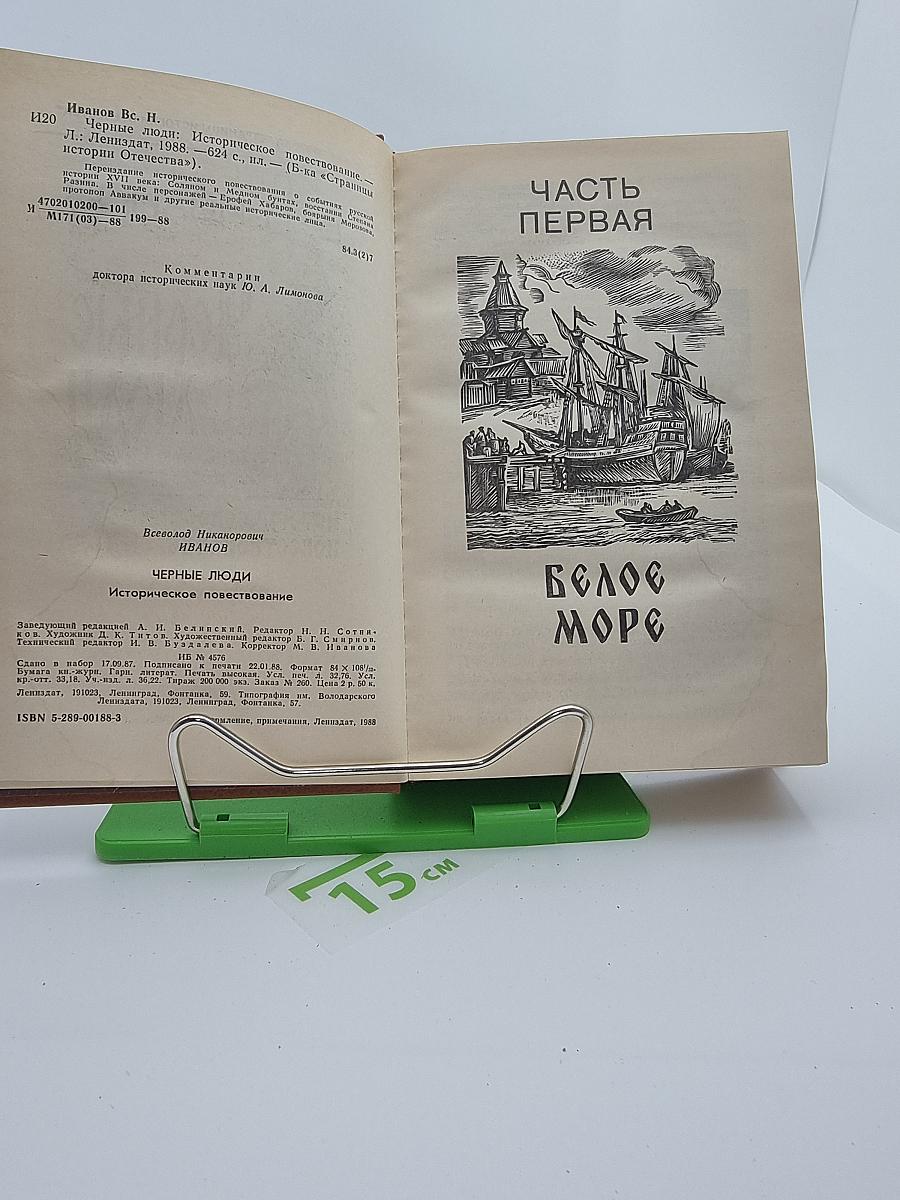 Иванов Вс. Н.
И20 Черные люди: Историческое повествование. —
Л.: Лениздат, 1988. —624 с., ил. — (Б-ка «Страницы
истории Отечества»).
Переиздание исторического повествования о событиях русской
истории XVII века: Соляном и Медном бунтах, восстании Степана
Разина. В числе персонажей — Ерофей Хабаров, боярыня Морозова,
протопоп Аввакум и другие реальные исторические лица.
И 4702010200—101
М171(03)—88 199—88
84.3(2)7
Комментарии
доктора исторических наук Ю. А. Лимонова
Всеволод Никанорович
ИВАНОВ
ЧЕРНЫЕ ЛЮДИ
Историческое повествование
Заведующий редакцией А. И. Белинский. Редактор Н. Н. Сотни-
ков. Художник Д. К. Титов. Художественный редактор Б. Г. Смирнов.
Технический редактор И. В. Буздалева. Корректор М. В. Иванова
ИБ № 4576
Сдано в набор 17.09.87. Подписано к печати 22.01.88. Формат 84×108¹/₃₂.
Бумага кн.-журн. Гарн. литерат. Печать высокая. Усл. печ. л. 32,76. Усл.
кр.-отт. 33,18. Уч.-изд. л. 36,22. Тираж 200 000 экз. Заказ № 260. Цена 2 р. 50 к.
Лениздат, 191023, Ленинград, Фонтанка, 59. Типография им. Володарского
Лениздата, 191023, Ленинград, Фонтанка, 57.
ISBN 5-289-00188-3
ормление, примечания, Лениздат, 1988
ЧАСТЬ
ПЕРВАЯ
БЕЛОЕ
МОРЕ
15 СМ